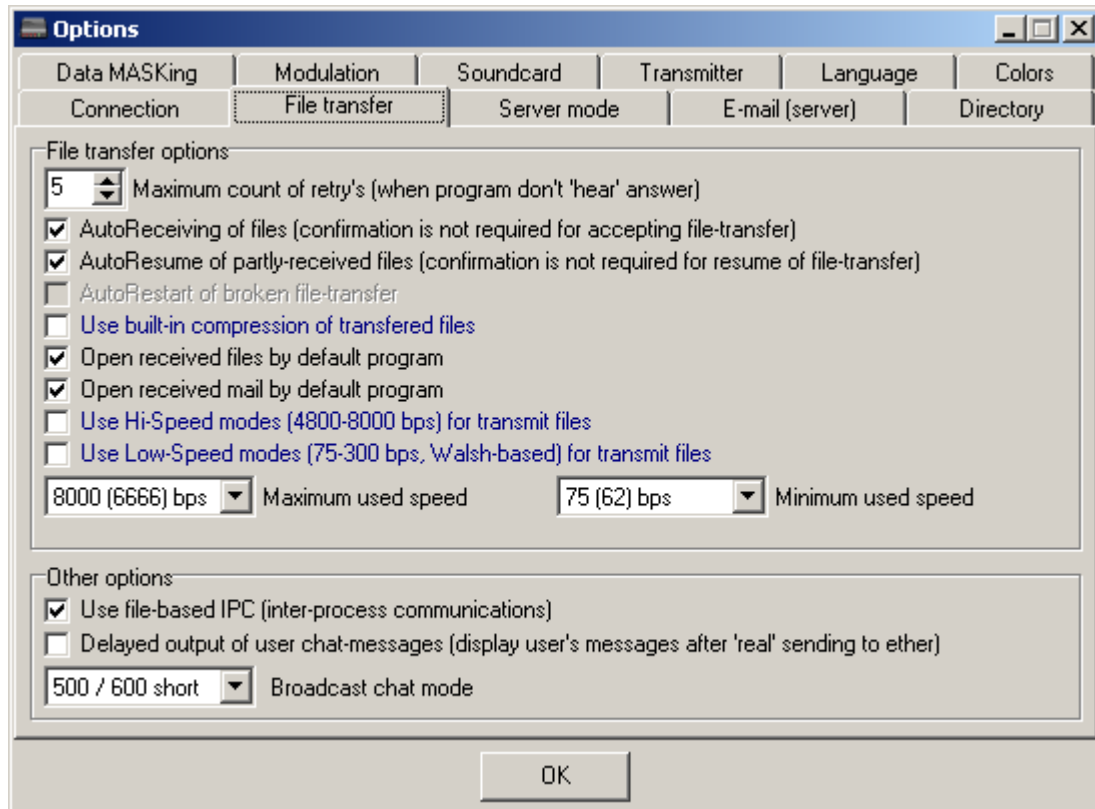 Options
Data MASKing Modulation Soundcard Transmitter Language Colors
Connection File transfer Server mode E-mail (server) Directory
File transfer options
5 Maximum count of retry's (when program don't 'hear' answer)
AutoReceiving of files (confirmation is not required for accepting file-transfer)
AutoResume of partly-received files (confirmation is not required for resume of file-transfer)
AutoRestart of broken file-transfer
Use built-in compression of transfered files
Open received files by default program
Open received mail by default program
Use Hi-Speed modes (4800-8000 bps) for transmit files
Use Low-Speed modes (75-300 bps, Walsh-based) for transmit files
8000 (6666) bps Maximum used speed 75 (62) bps Minimum used speed
Other options
Use file-based IPC (inter-process communications)
Delayed output of user chat-messages (display user's messages after 'real' sending to ether)
500 / 600 short Broadcast chat mode
OK